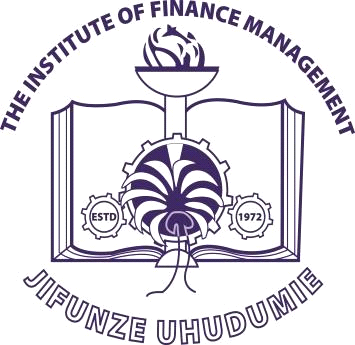 THE INSTITUTE OF FINANCE MANAGEMENT
ESTD
1972
JIFUNZE UHUDUMIE